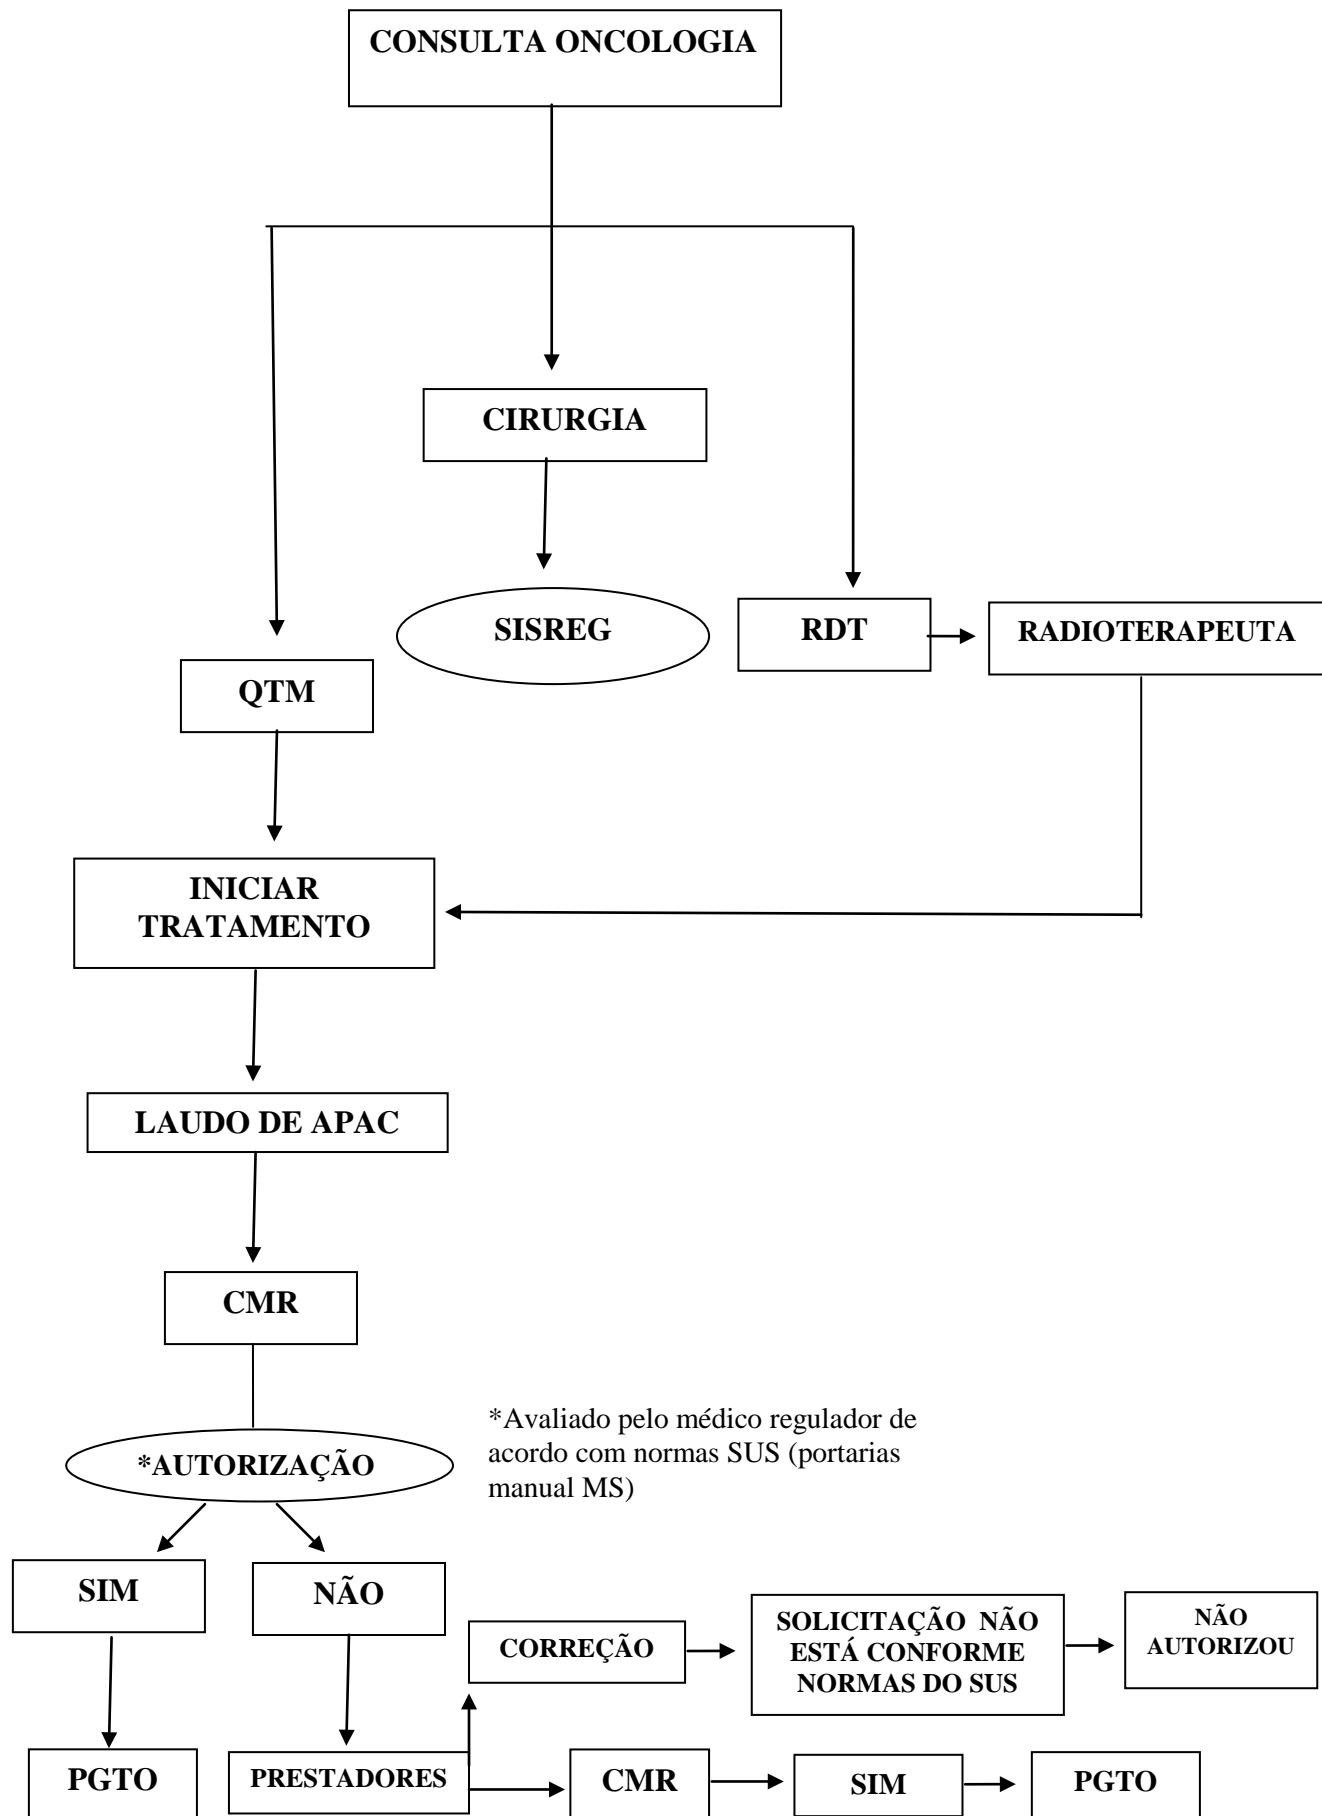 CONSULTA ONCOLOGIA
CIRURGIA
SISREG
RDT
RADIOTERAPEUTA
QTM
INICIAR
TRATAMENTO
LAUDO DE APAC
CMR
*AUTORIZAÇÃO
*Avaliado pelo médico regulador de
acordo com normas SUS (portarias
manual MS)
SIM
NÃO
CORREÇÃO
SOLICITAÇÃO NÃO
ESTÁ CONFORME
NORMAS DO SUS
NÃO
AUTORIZOU
PGTO
PRESTADORES
CMR
SIM
PGTO